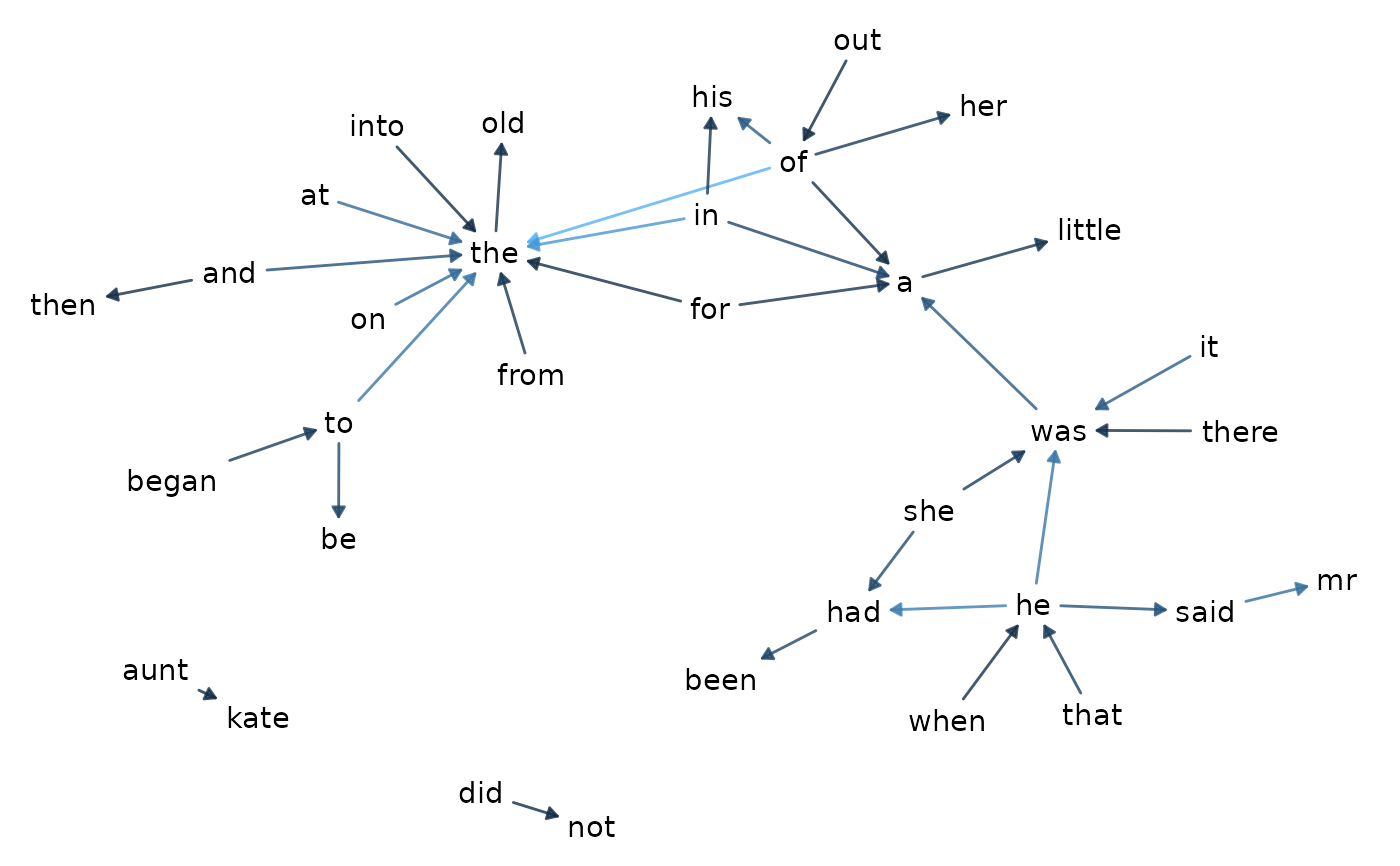 out
his
her
into
old
of
at
in
little
the
and
a
then
for
on
it
from
to
was
there
began
she
be
mr
he
had
said
aunt
been
that
kate
when
did
not